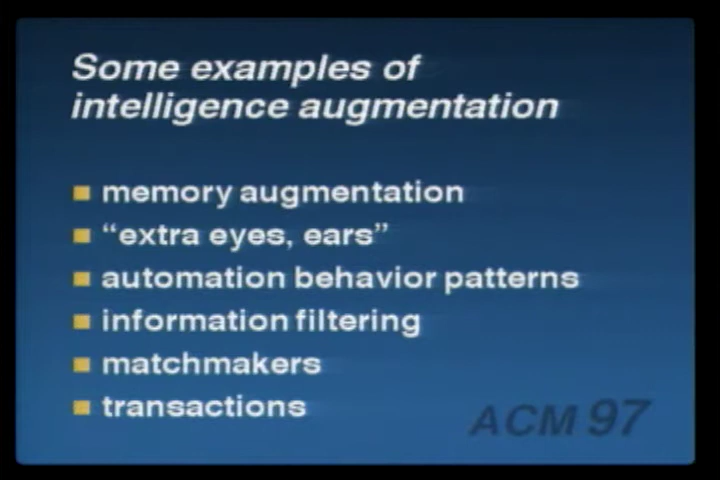 Some examples of
intelligence augmentation
memory augmentation
“extra eyes, ears”
automation behavior patterns
information filtering
matchmakers
transactions
ACM 97